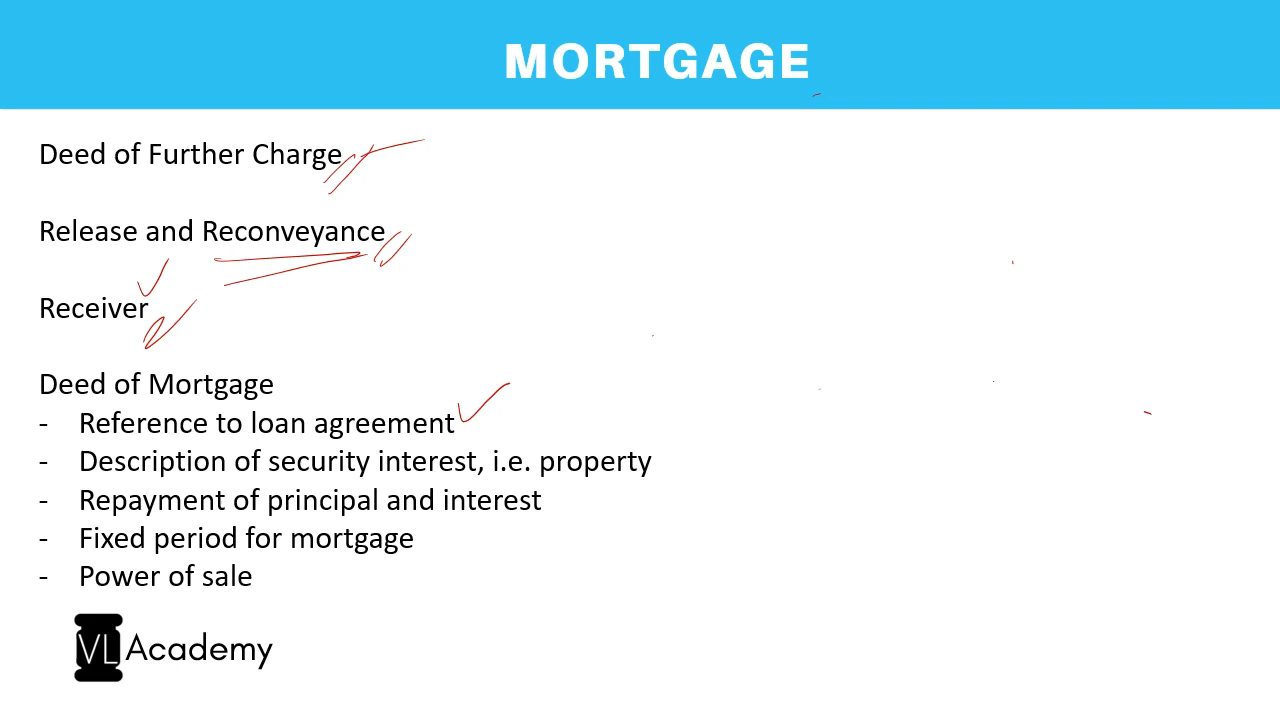 MORTGAGE
Deed of Further Charge
Release and Reconveyance
Receiver
Deed of Mortgage
- Reference to loan agreement
- Description of security interest, i.e. property
- Repayment of principal and interest
- Fixed period for mortgage
- Power of sale
VL Academy